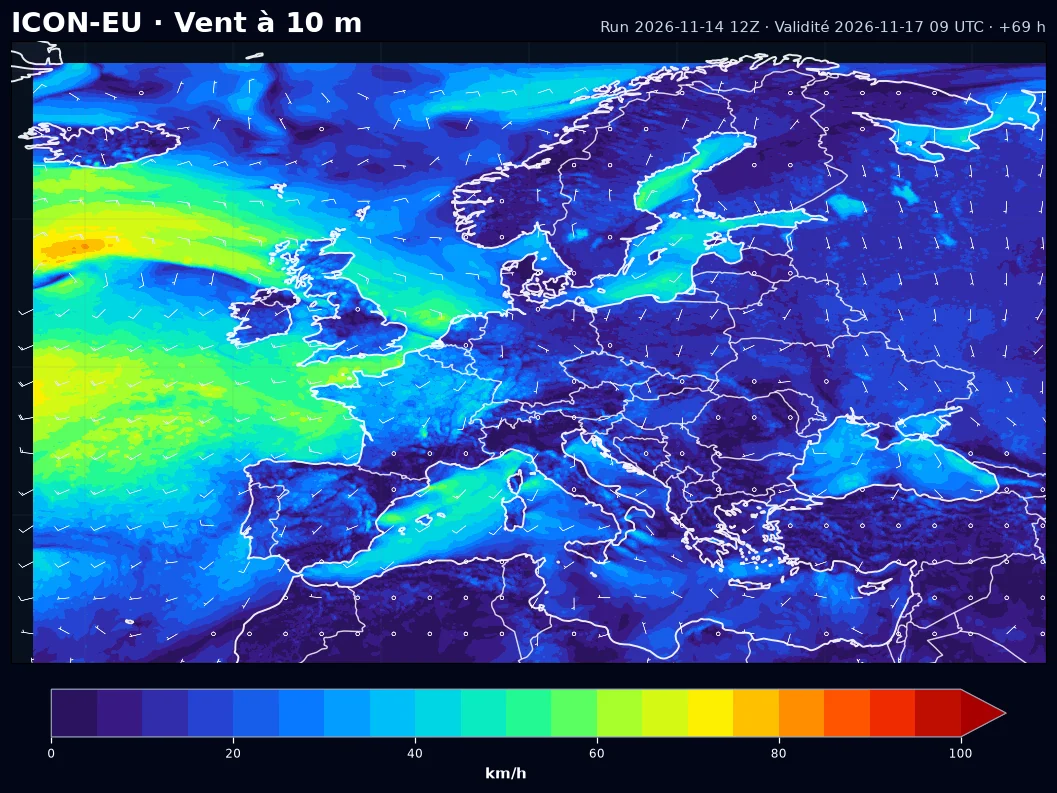 ICON-EU · Vent à 10 m
Run 2026-11-14 12Z · Validité 2026-11-17 09 UTC · +69 h
0 20 40 60 80 100
km/h